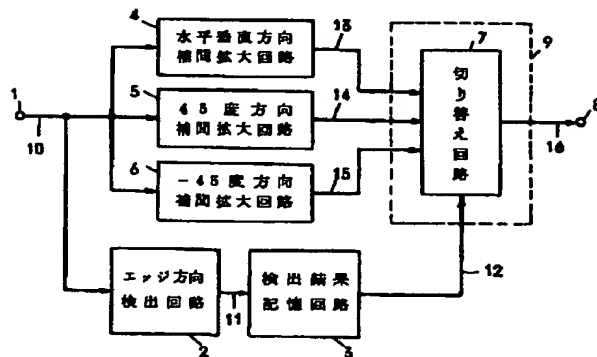 4
水平垂直方向
補間拡大回路
13
5
45度方向
補間拡大回路
14
6
-45度方向
補間拡大回路
15
1
10
7
切り替え回路
9
8
16
エッジ方向
検出回路
2
11
検出結果
記憶回路
3
12